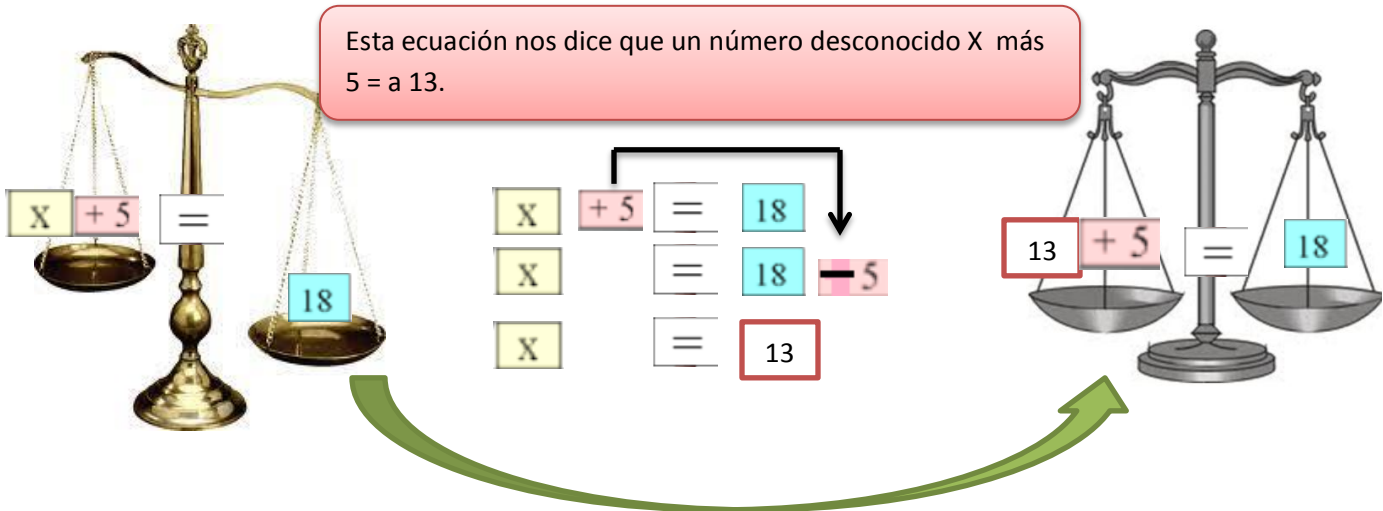 Esta ecuación nos dice que un número desconocido X más
5 = a 13.
X + 5 =
18
X + 5 = 18
X = 18 − 5
X = 13
13 + 5 = 18